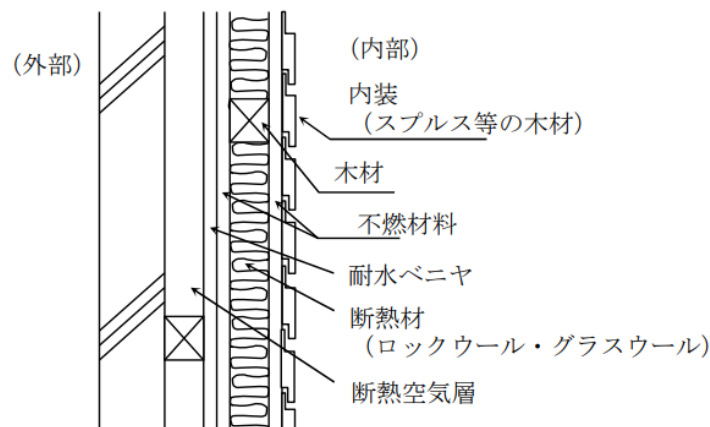 (外部)
(内部)
内装
(スプルス等の木材)
木材
不燃材料
耐水ベニヤ
断熱材
(ロックウール・グラスウール)
断熱空気層